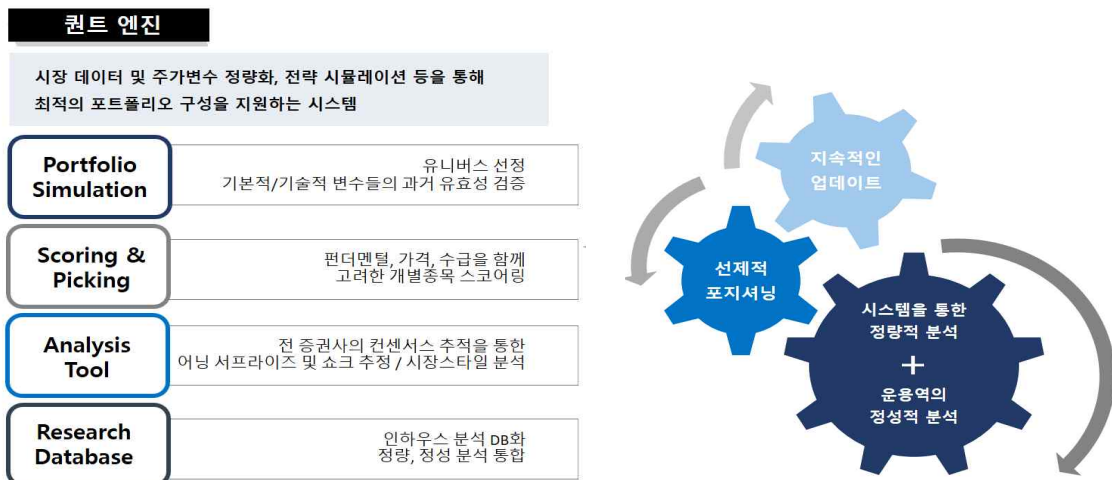 퀀트 엔진
시장 데이터 및 주가변수 정량화, 전략 시뮬레이션 등을 통해
최적의 포트폴리오 구성을 지원하는 시스템
Portfolio
Simulation
유니버스 선정
기본적/기술적 변수들의 과거 유효성 검증
Scoring &
Picking
펀더멘털, 가격, 수급을 함께
고려한 개별종목 스코어링
Analysis
Tool
전 증권사의 컨센서스 추적을 통한
어닝 서프라이즈 및 쇼크 추정 / 시장스타일 분석
Research
Database
인하우스 분석 DB화
정량, 정성 분석 통합
지속적인
업데이트
선제적
포지셔닝
시스템을 통한
정량적 분석
+
운용역의
정성적 분석